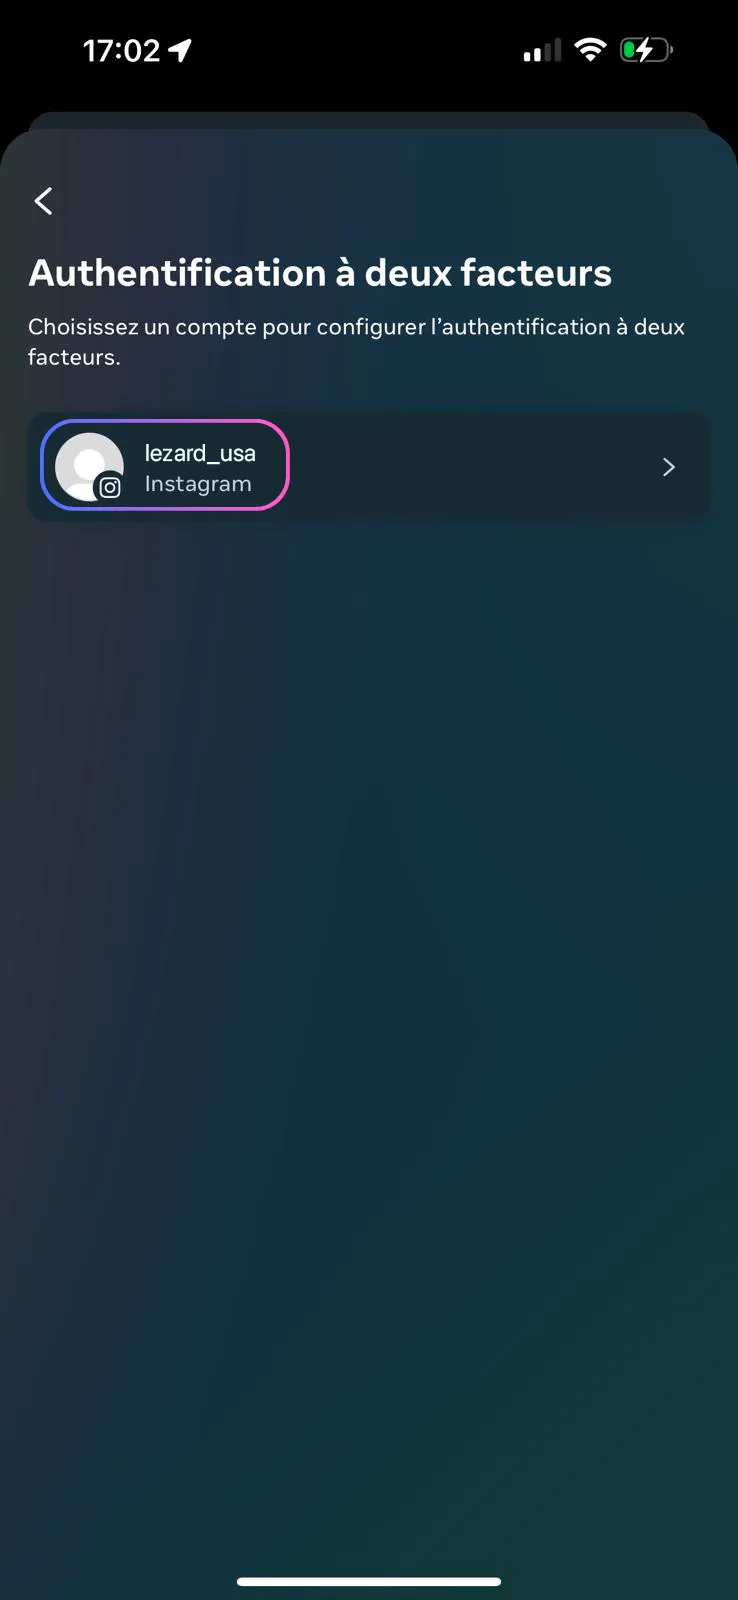 17:02
Authentification à deux facteurs
Choisissez un compte pour configurer l’authentification à deux
facteurs.
lezard_usa
Instagram